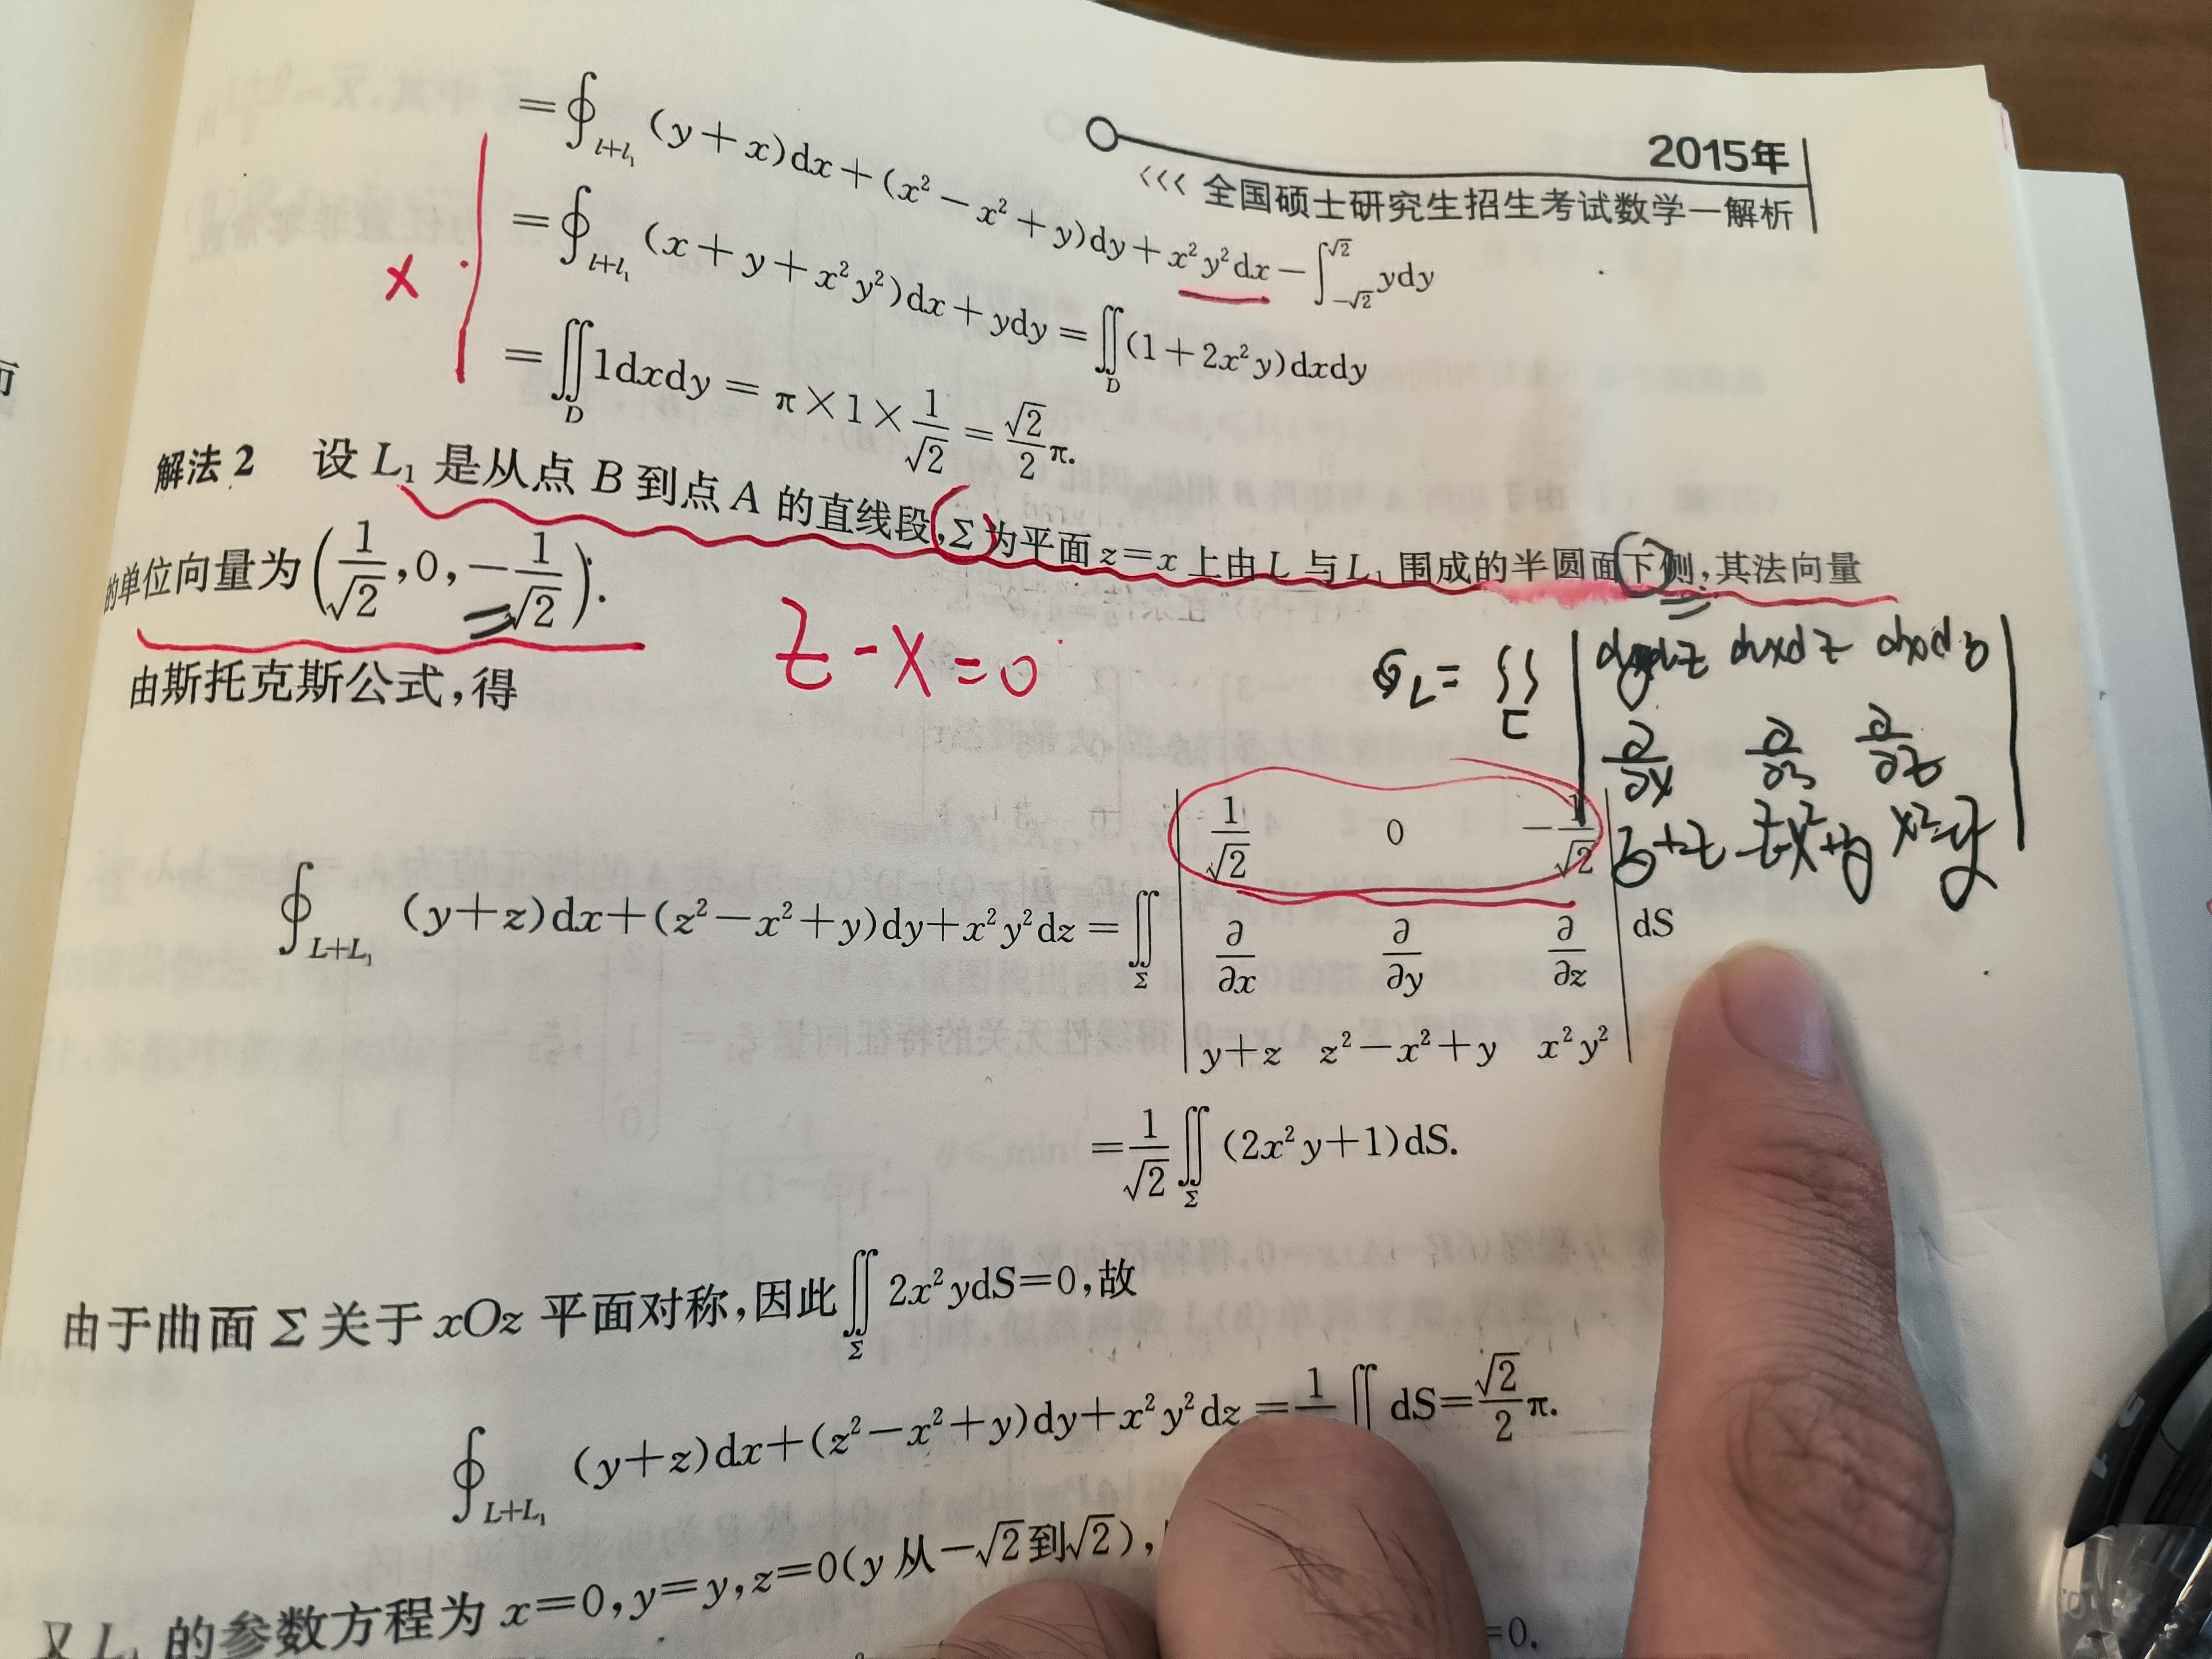 2015年
<<< 全国硕士研究生招生考试数学一解析
=∮_{l+l₁} (y+x)dx+(x²-x²+y)dy+x²y²dx-∫_{-√2}^{√2} ydy
=∮_{l+l₁} (x+y+x²y²)dx+ydy=∬_D (1+2x²y)dxdy
×
=∬_D 1dxdy=π×1×1/√2=√2/2 π.
解法 2 设 L₁ 是从点 B 到点 A 的直线段,Σ 为平面 z=x 上由 L 与 L₁ 围成的半圆面下侧,其法向量
的单位向量为(1/√2,0,-1/√2).
z-x=0
由斯托克斯公式,得
∮L=∬_Σ | dydz dxdz dxdy
∂/∂x ∂/∂y ∂/∂z
y+z z-x²+y x²y |
∮_{L+L₁} (y+z)dx+(z²-x²+y)dy+x²y²dz=∬_Σ | 1/√2 0 -1/√2
∂/∂x ∂/∂y ∂/∂z
y+z z²-x²+y x²y² | dS
=1/√2 ∬_Σ (2x²y+1)dS.
由于曲面 Σ 关于 xOz 平面对称,因此∬_Σ 2x²ydS=0,故
∮_{L+L₁} (y+z)dx+(z²-x²+y)dy+x²y²dz=1 ∬ dS=√2/2 π.
又 L₁ 的参数方程为 x=0,y=y,z=0(y 从-√2到√2),
=0.